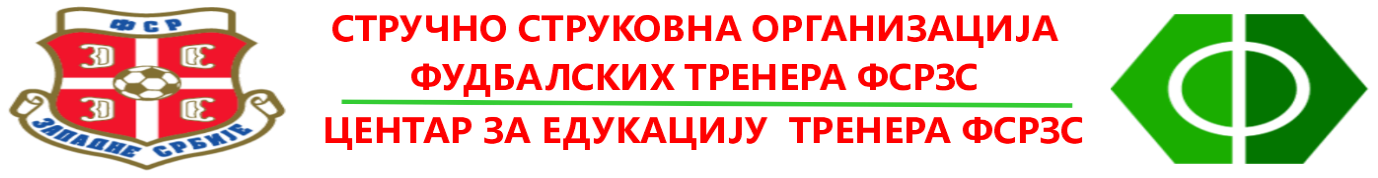 ФСР
ЗАПАДНЕ СРБИЈЕ
СТРУЧНО СТРУКОВНА ОРГАНИЗАЦИЈА
ФУДБАЛСКИХ ТРЕНЕРА ФСРЗС
ЦЕНТАР ЗА ЕДУКАЦИЈУ ТРЕНЕРА ФСРЗС